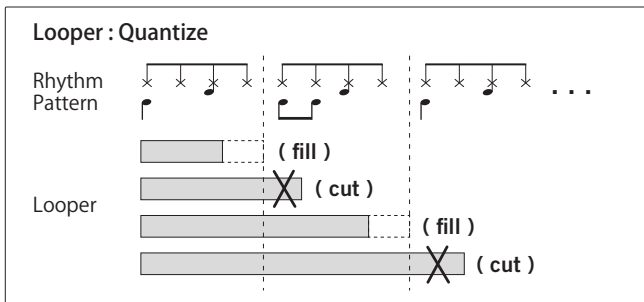 Looper : Quantize
Rhythm
Pattern
. . .
( fill )
( cut )
Looper
( fill )
( cut )